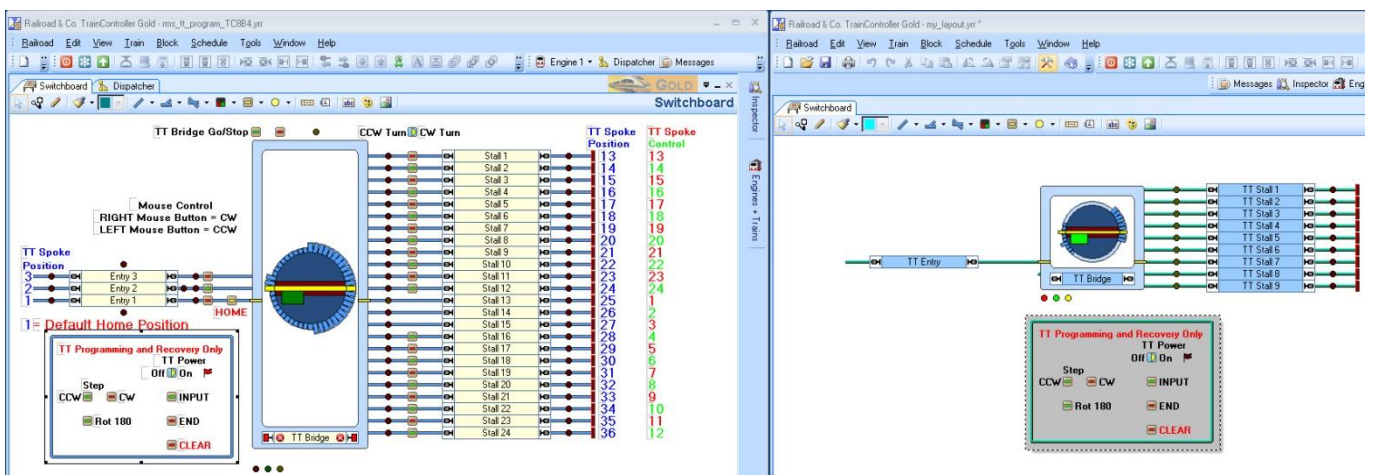 Railroad & Co. TrainController Gold - rms_tt_program_TC8B4.yrr
Railroad Edit View Train Block Schedule Tools Window Help
Engine 1 Dispatcher Messages
Switchboard Dispatcher
GOLD
Switchboard
Inspector
Engines + Trains
TT Bridge Go/Stop CCW Turn CW Turn
TT Spoke Position TT Spoke Control
Stall 1 13 13
Stall 2 14 14
Stall 3 15 15
Stall 4 16 16
Stall 5 17 17
Stall 6 18 18
Stall 7 19 19
Stall 8 20 20
Stall 9 21 21
Stall 10 22 22
Stall 11 23 23
Stall 12 24 24
Stall 13 25 1
Stall 14 26 2
Stall 15 27 3
Stall 16 28 4
Stall 17 29 5
Stall 18 30 6
Stall 19 31 7
Stall 20 32 8
Stall 21 33 9
Stall 22 34 10
Stall 23 35 11
Stall 24 36 12
Mouse Control
RIGHT Mouse Button = CW
LEFT Mouse Button = CCW
TT Spoke
Position
3 Entry 3
2 Entry 2
1 Entry 1
HOME
1 = Default Home Position
TT Programming and Recovery Only
TT Power
Off On
Step
CCW CW INPUT
Rot 180 END
CLEAR
TT Bridge
Railroad & Co. TrainController Gold - my_layout.yrr *
Railroad Edit View Train Block Schedule Tools Window Help
Messages Inspector Eng
Switchboard
TT Stall 1
TT Stall 2
TT Stall 3
TT Stall 4
TT Stall 5
TT Stall 6
TT Stall 7
TT Stall 8
TT Stall 9
TT Entry
TT Bridge
TT Programming and Recovery Only
TT Power
Off On
Step
CCW CW INPUT
Rot 180 END
CLEAR